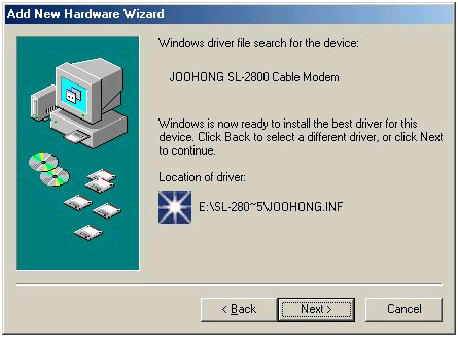 Add New Hardware Wizard
Windows driver file search for the device:
JOOHONG SL-2800 Cable Modem
Windows is now ready to install the best driver for this
device. Click Back to select a different driver, or click Next
to continue.
Location of driver:
E:\SL-280~5\JOOHONG.INF
< Back
Next >
Cancel